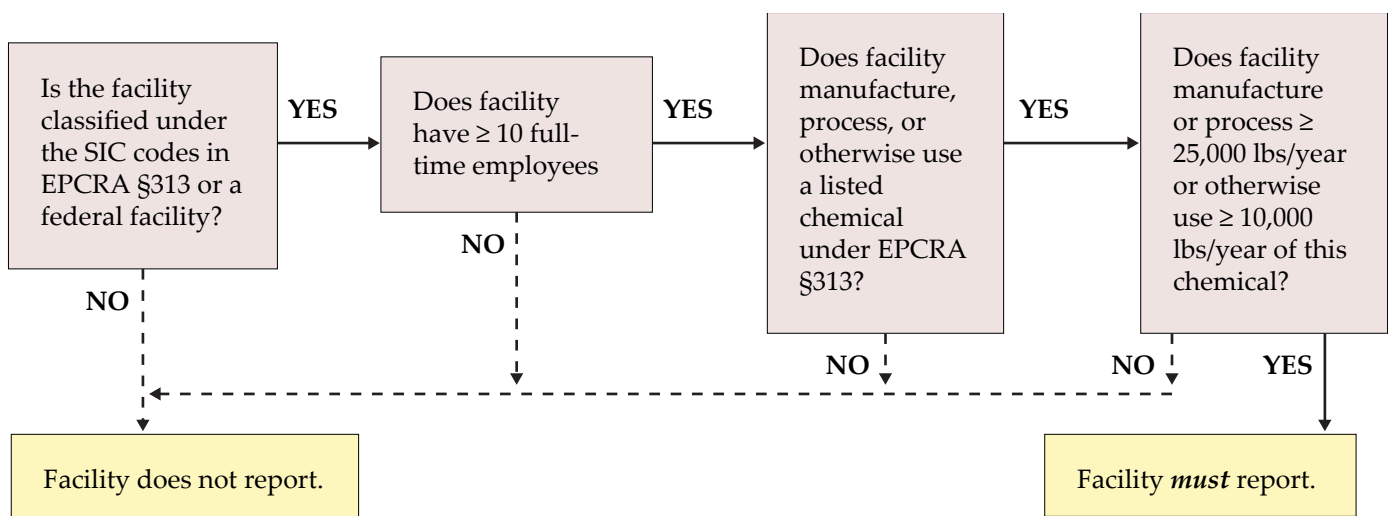 Is the facility
classified under
the SIC codes in
EPCRA §313 or a
federal facility?
YES
NO
Does facility
have ≥ 10 full-
time employees
YES
NO
Does facility
manufacture,
process, or
otherwise use
a listed
chemical
under EPCRA
§313?
YES
NO
Does facility
manufacture
or process ≥
25,000 lbs/year
or otherwise
use ≥ 10,000
lbs/year of this
chemical?
NO
YES
Facility does not report.
Facility must report.